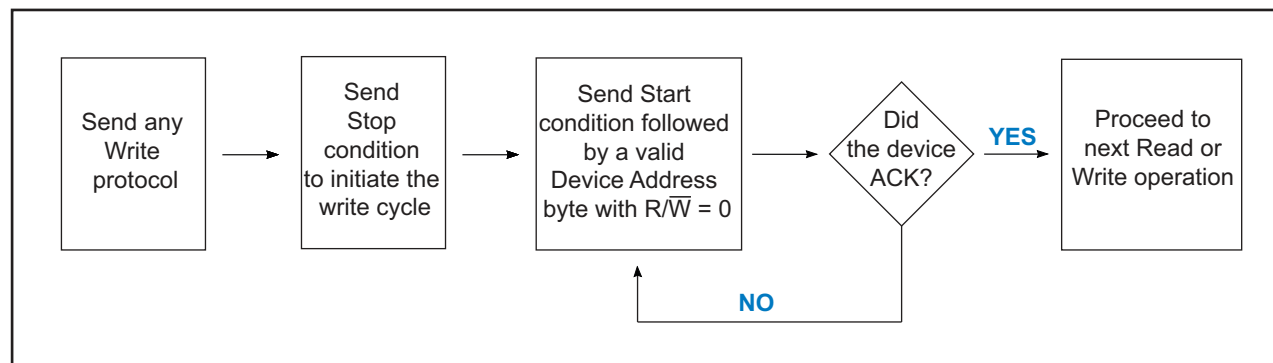 Send any
Write
protocol
Send
Stop
condition
to initiate the
write cycle
Send Start
condition followed
by a valid
Device Address
byte with R/W̅ = 0
Did
the device
ACK?
YES
Proceed to
next Read or
Write operation
NO